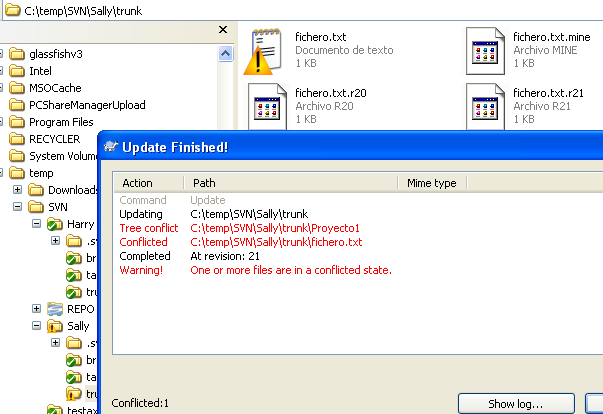 C:\temp\SVN\Sally\trunk
glassfishv3
Intel
MSOCache
PCShareManagerUpload
Program Files
RECYCLER
System Volume
temp
Downloads
SVN
Harry
.s
br
ta
tru
REPO
Sally
.s
br
ta
tru
testax
fichero.txt
Documento de texto
1 KB
fichero.txt.mine
Archivo MINE
1 KB
fichero.txt.r20
Archivo R20
1 KB
fichero.txt.r21
Archivo R21
1 KB
Update Finished!
Action Path Mime type
Command Update
Updating C:\temp\SVN\Sally\trunk
Tree conflict C:\temp\SVN\Sally\trunk\Proyecto1
Conflicted C:\temp\SVN\Sally\trunk\fichero.txt
Completed At revision: 21
Warning! One or more files are in a conflicted state.
Conflicted:1
Show log...